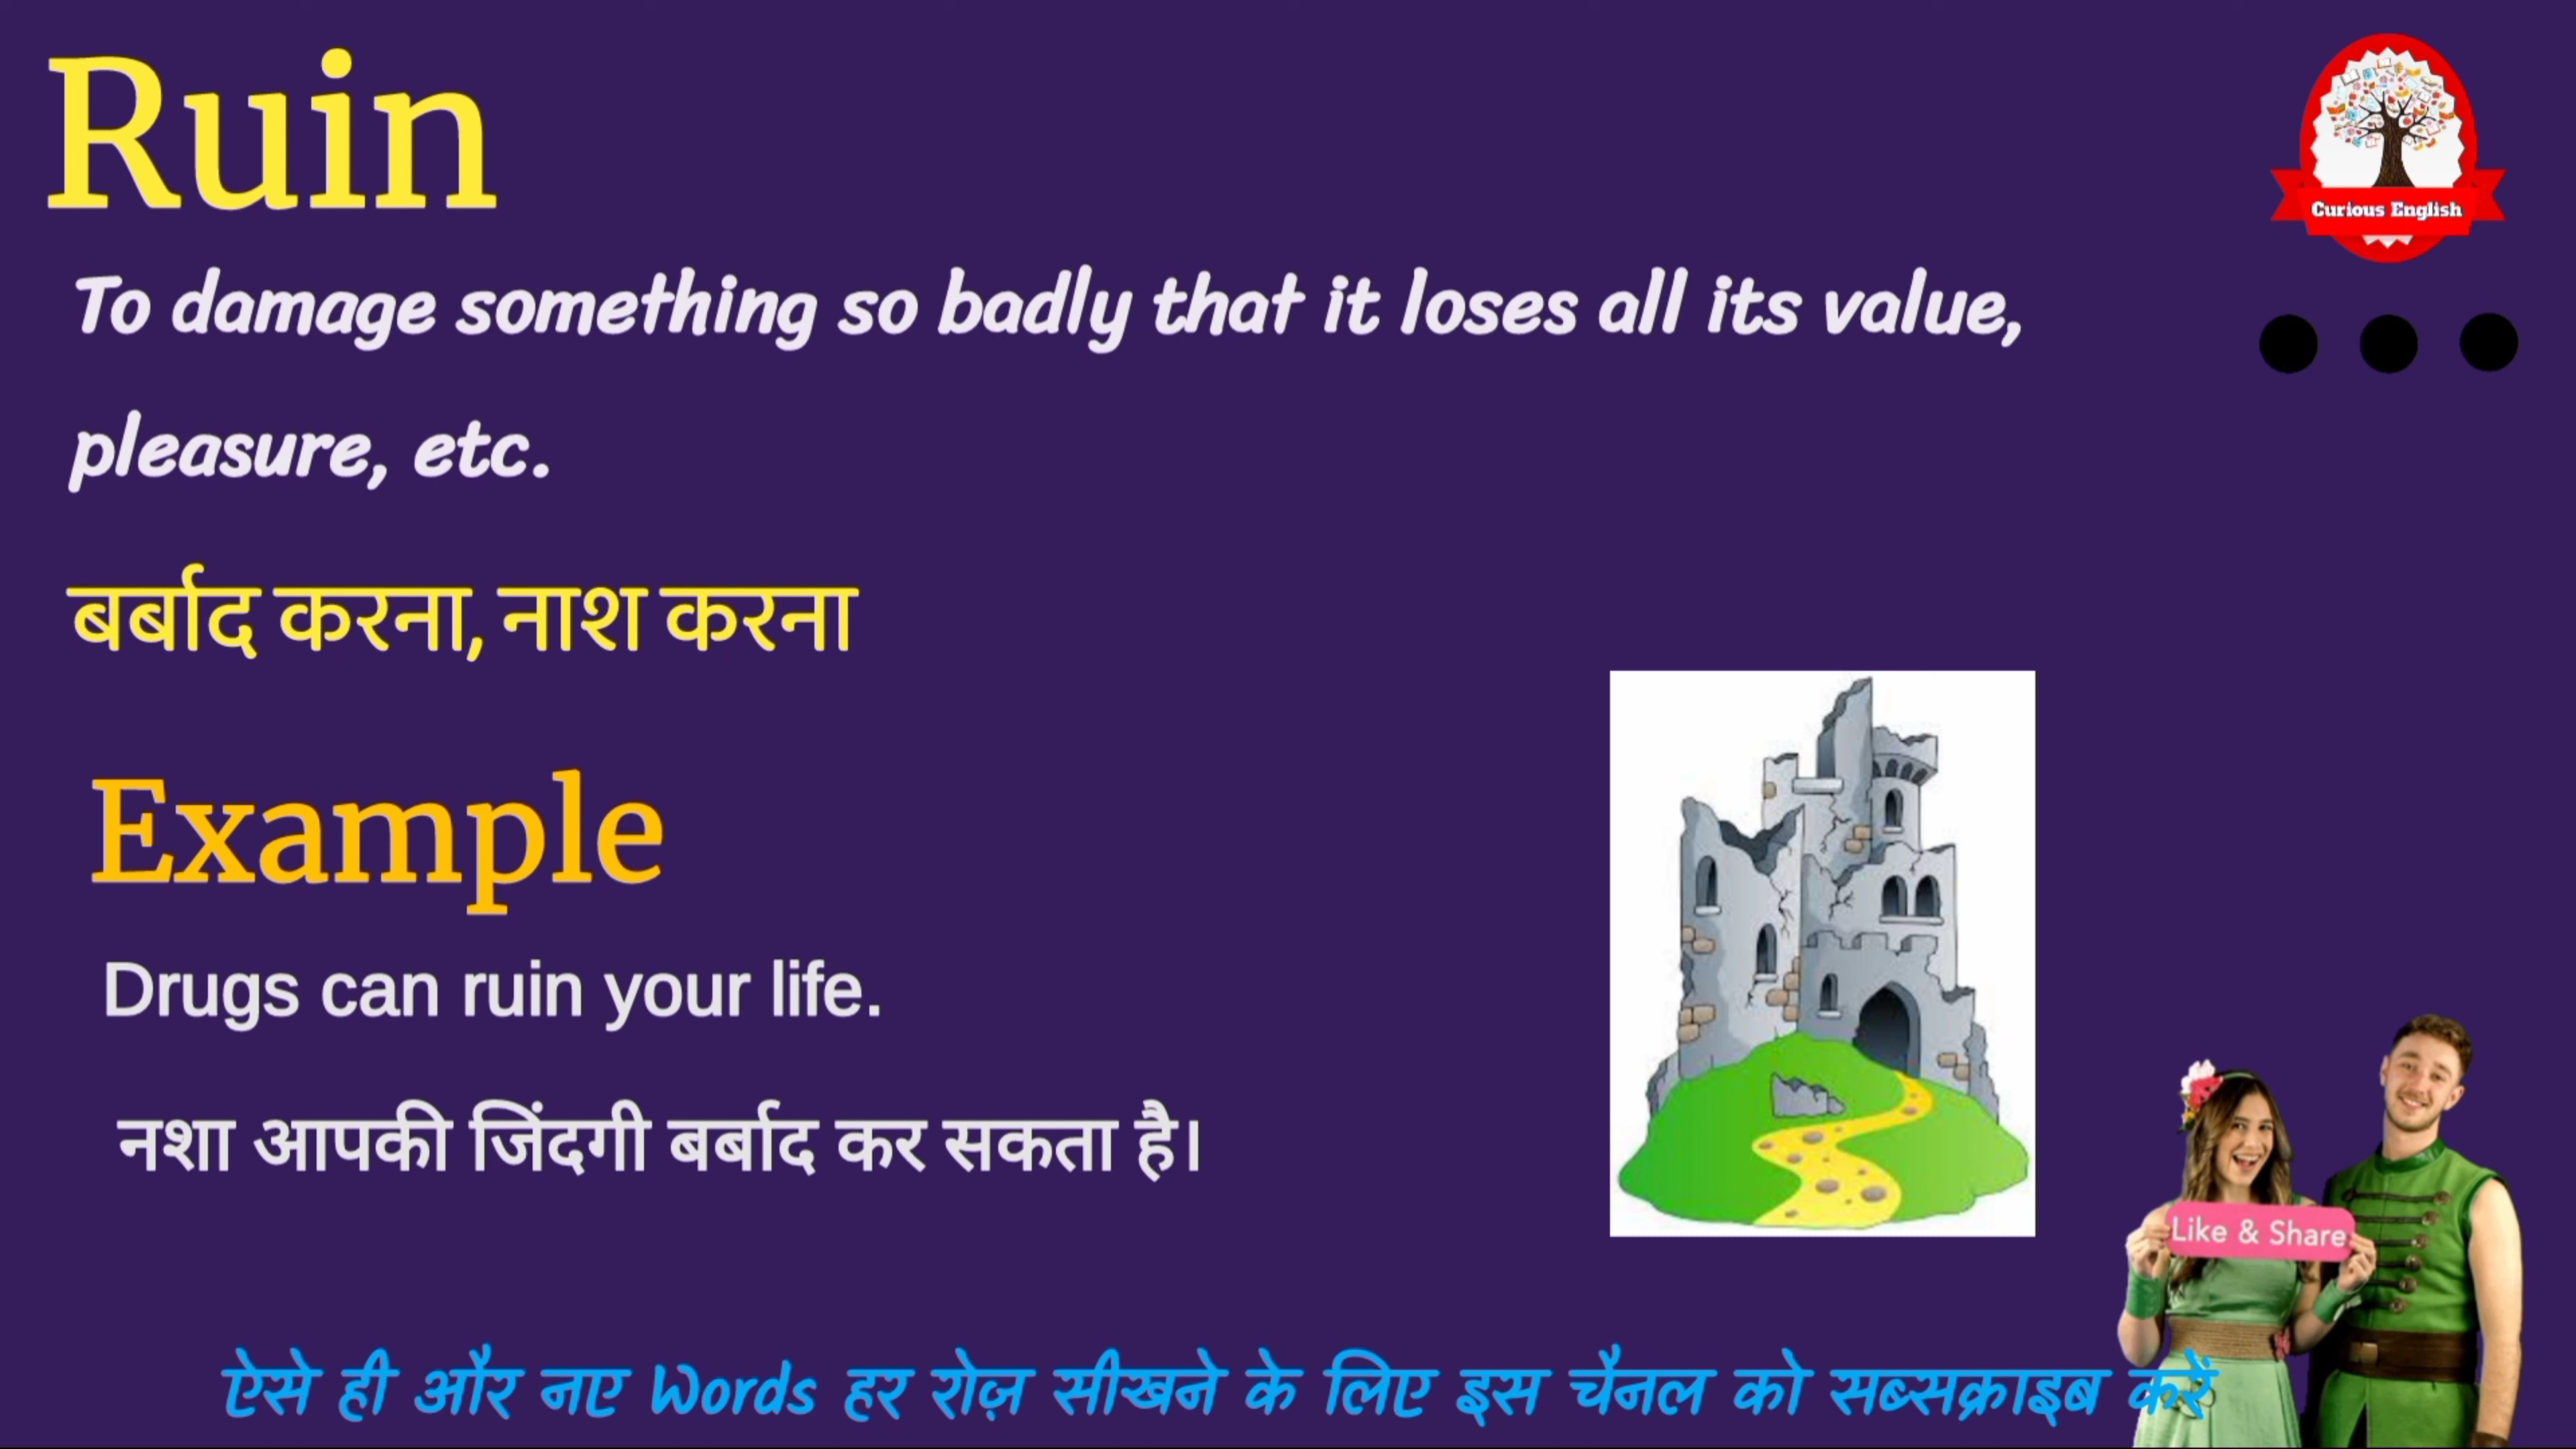 Ruin
Curious English
To damage something so badly that it loses all its value,
pleasure, etc.
बर्बाद करना, नाश करना
Example
Drugs can ruin your life.
नशा आपकी जिंदगी बर्बाद कर सकता है।
Like & Share
ऐसे ही और नए Words हर रोज़ सीखने के लिए इस चैनल को सब्सक्राइब करें